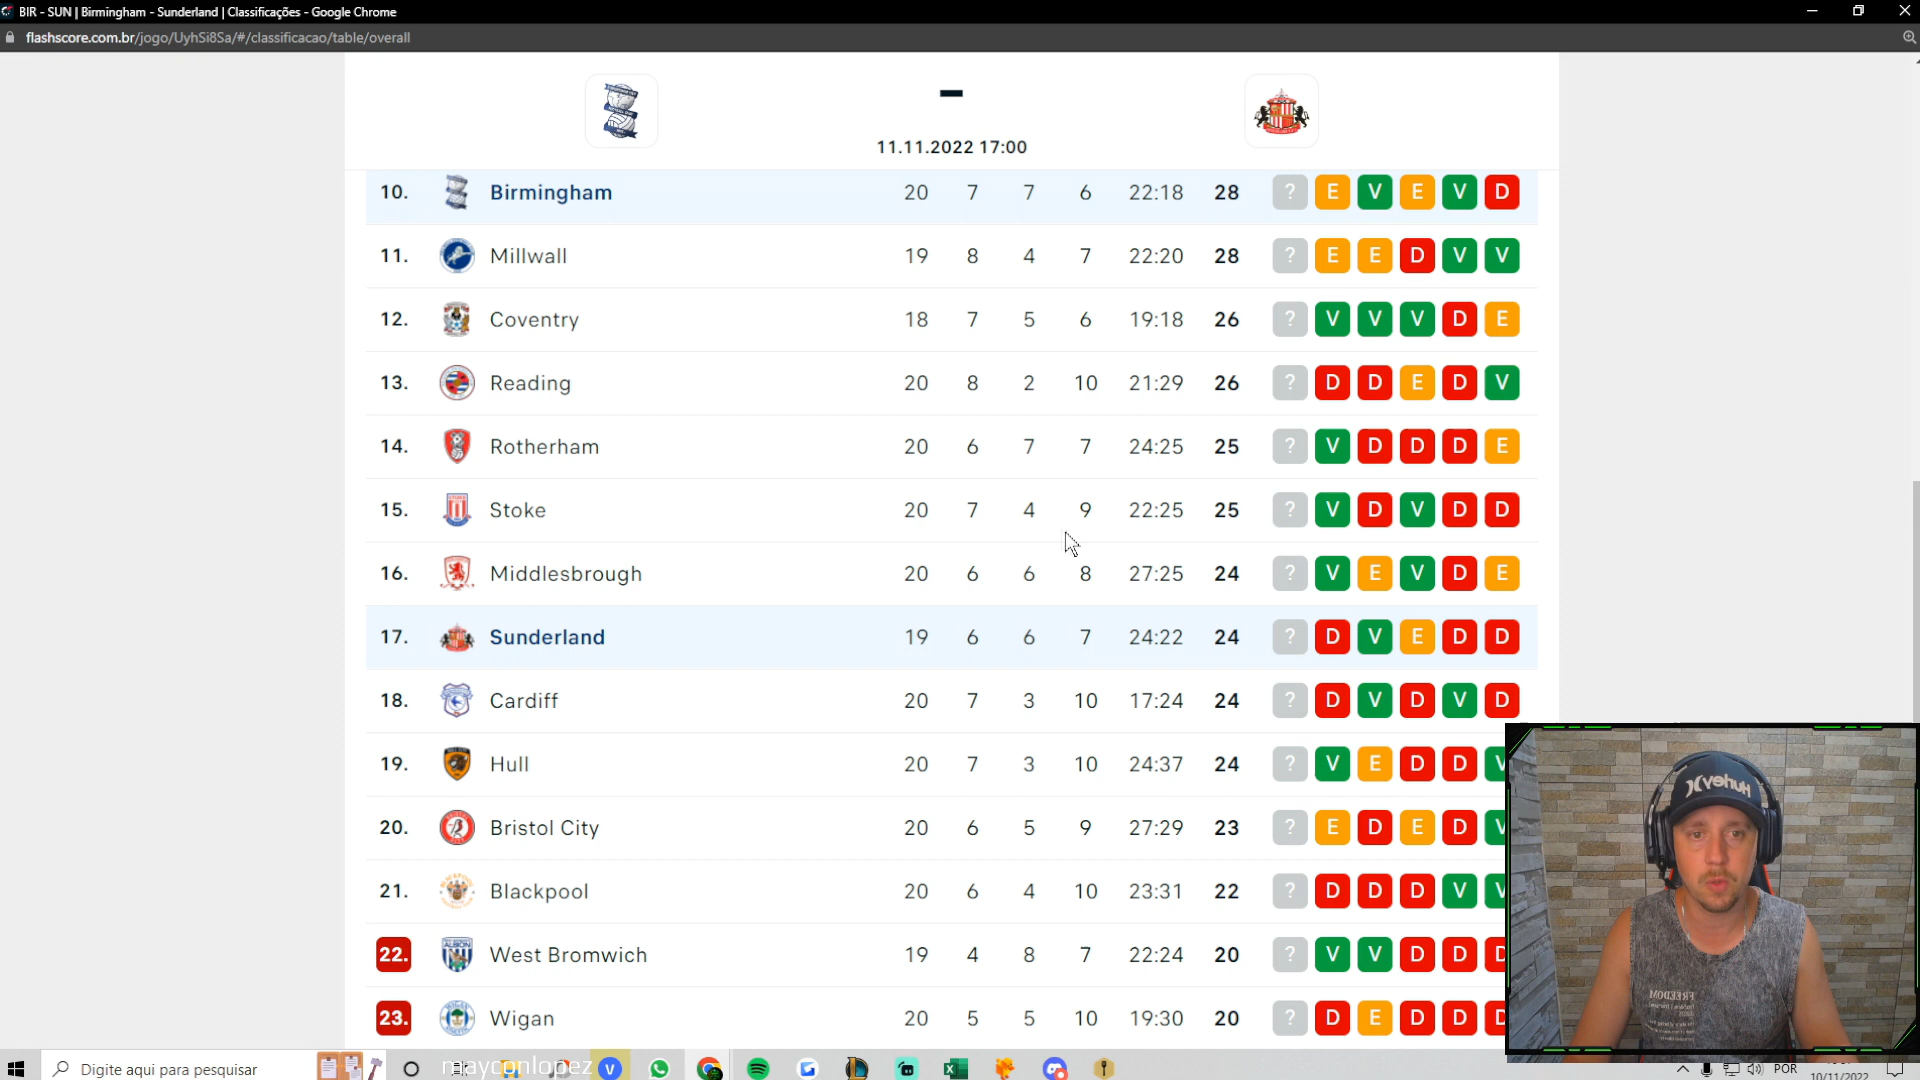 BIR - SUN | Birmingham - Sunderland | Classificações - Google Chrome
flashscore.com.br/jogo/UyhSi8Sa/#/classificacao/table/overall
-
11.11.2022 17:00
10. Birmingham 20 7 7 6 22:18 28 ? E V E V D
11. Millwall 19 8 4 7 22:20 28 ? E E D V V
12. Coventry 18 7 5 6 19:18 26 ? V V V D E
13. Reading 20 8 2 10 21:29 26 ? D D E D V
14. Rotherham 20 6 7 7 24:25 25 ? V D D D E
15. Stoke 20 7 4 9 22:25 25 ? V D V D D
16. Middlesbrough 20 6 6 8 27:25 24 ? V E V D E
17. Sunderland 19 6 6 7 24:22 24 ? D V E D D
18. Cardiff 20 7 3 10 17:24 24 ? D V D V D
19. Hull 20 7 3 10 24:37 24 ? V E D D V
20. Bristol City 20 6 5 9 27:29 23 ? E D E D V
21. Blackpool 20 6 4 10 23:31 22 ? D D D V V
22. West Bromwich 19 4 8 7 22:24 20 ? V V D D D
23. Wigan 20 5 5 10 19:30 20 ? D E D D D
Hurley
FREEDOM
Digite aqui para pesquisar
mayconlopez
POR
10/11/2022